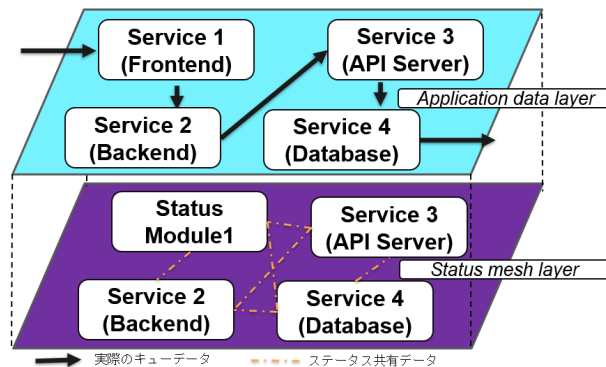 Service 1
(Frontend)
Service 3
(API Server)
Application data layer
Service 2
(Backend)
Service 4
(Database)
Status
Module1
Service 3
(API Server)
Status mesh layer
Service 2
(Backend)
Service 4
(Database)
実際のキューデータ
ステータス共有データ